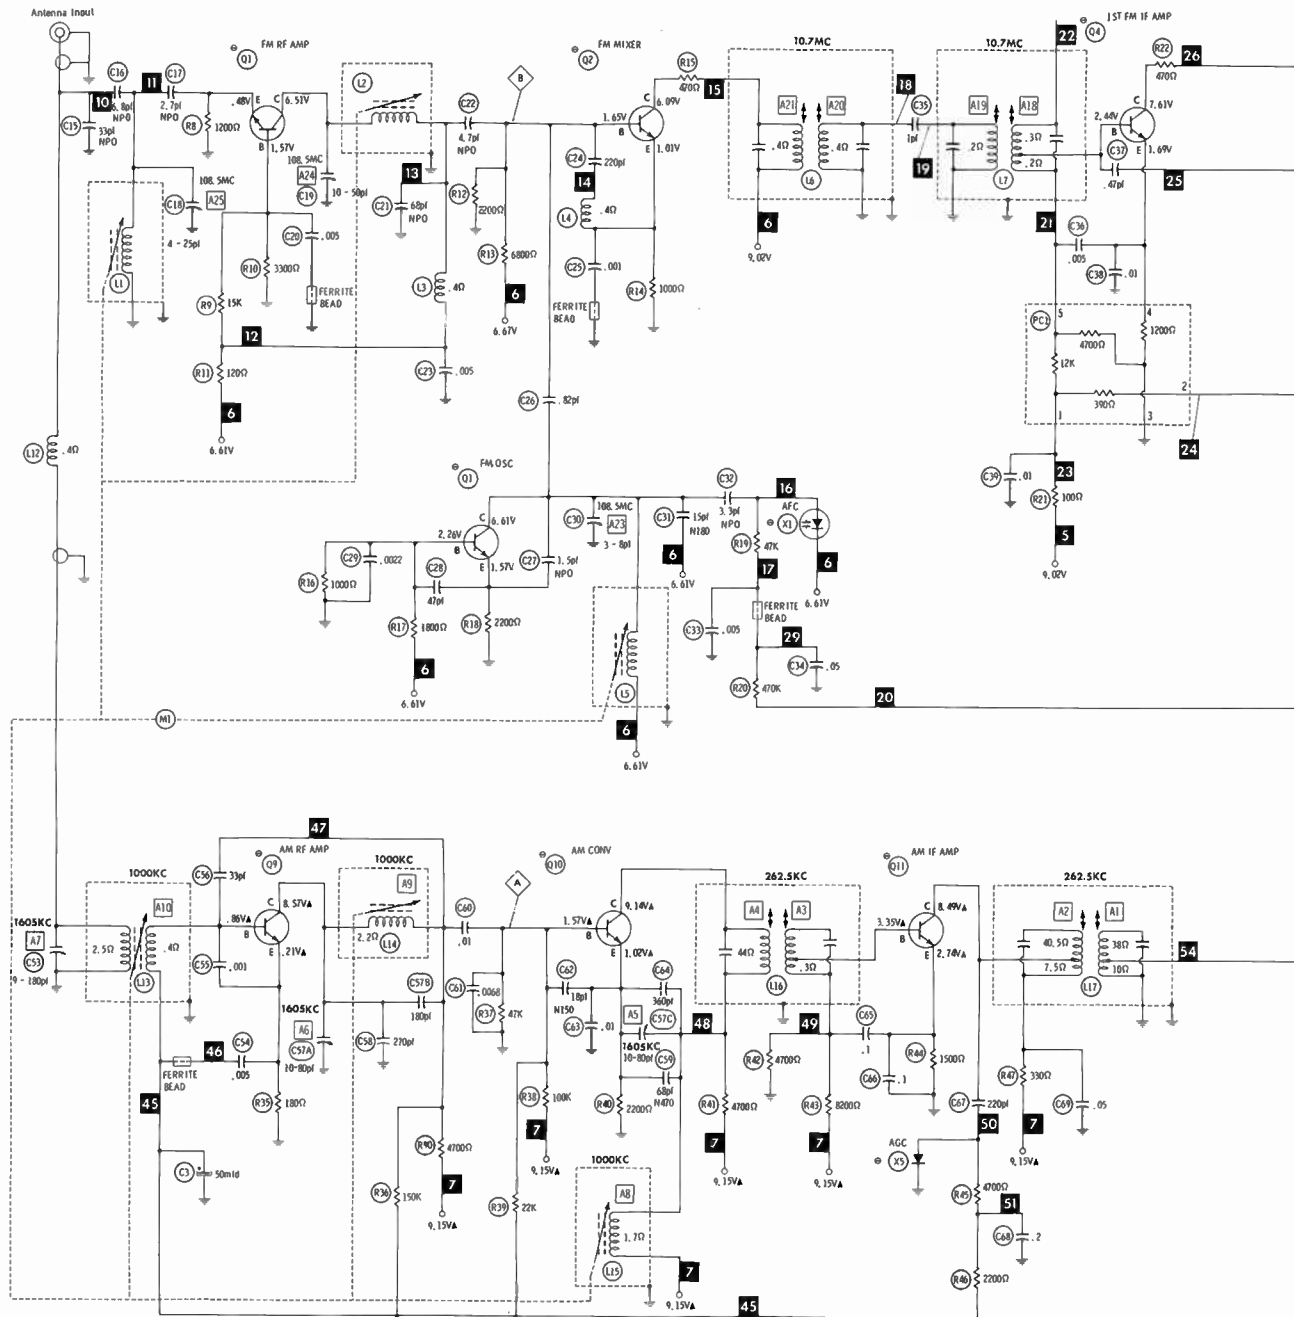 Antenna Input
FM RF AMP
Q1
FM MIXER
Q2
1ST FM IF AMP
Q4
22
10.7MC
10.7MC
R22
470Ω
26
C16
6.8pf
NPO
11
C17
2.7pf
NPO
10
C15
33pf
NPO
R8
1200Ω
.48V
E
C
6.51V
B
1.57V
L2
C22
4.7pf
NPO
B
1.65V
B
C
6.09V
E
1.01V
R15
470Ω
15
A21
A20
.4Ω
.4Ω
L6
18
C35
1pf
19
A19
A18
.2Ω
.3Ω
.2Ω
L7
2.44V
B
C
7.61V
E
1.69V
C37
.47pf
25
108.5MC
A25
C18
4 - 25pf
108.5MC
A24
C19
10 - 50pf
13
C21
68pf
NPO
R12
2200Ω
C24
220pf
14
L4
.4Ω
6
9.02V
21
C36
.005
C38
.01
L1
R10
3300Ω
C20
.005
FERRITE
BEAD
R9
15K
L3
.4Ω
R13
6800Ω
6
6.67V
C25
.001
FERRITE
BEAD
R14
1000Ω
12
R11
120Ω
6
6.61V
C23
.005
C26
.82pf
PC1
5
4
4700Ω
1200Ω
12K
390Ω
2
1
3
24
L12
.4Ω
FM OSC
Q1
C39
.01
23
R21
100Ω
5
9.02V
2.26V
B
C
6.61V
E
1.57V
108.5MC
C30
A23
3 - 8pf
C31
15pf
N180
6
6.61V
C32
3.3pf
NPO
16
AFC
X1
6
6.61V
R19
47K
17
R16
1000Ω
C29
.0022
C28
47pf
C27
1.5pf
NPO
R17
1800Ω
6
6.61V
R18
2200Ω
C33
.005
FERRITE
BEAD
29
C34
.05
R20
470K
20
L5
6
6.61V
M1
47
AM RF AMP
Q9
AM CONV
Q10
AM IF AMP
Q11
1000KC
1000KC
262.5KC
262.5KC
1605KC
A7
C53
9 - 180pf
A10
2.5Ω
.4Ω
L13
C56
33pf
.86V▲
B
C
8.57V▲
E
.21V▲
C55
.001
A9
2.2Ω
L14
C60
.01
A
1.57V▲
B
C
9.14V▲
E
1.02V▲
A4
A3
44Ω
.3Ω
L16
3.35V▲
B
C
8.49V▲
E
2.74V▲
A2
A1
40.5Ω
38Ω
7.5Ω
10Ω
L17
54
1605KC
A6
C57A
10-80pf
C57B
180pf
C58
270pf
C61
.0068
R37
47K
C62
18pf
N150
C63
.01
C64
360pf
A5
C57C
1605KC
10-80pf
C59
68pf
N470
48
49
C65
.1
R44
1500Ω
R42
4700Ω
C66
.1
46
FERRITE
BEAD
C54
.005
R35
180Ω
45
R38
100K
7
9.15V▲
R40
2200Ω
R41
4700Ω
7
9.15V▲
R43
8200Ω
7
9.15V▲
C67
220pf
50
R47
330Ω
7
9.15V▲
C69
.05
C3
50mfd
R36
150K
R90
4700Ω
7
9.15V▲
R39
22K
1000KC
A8
1.7Ω
L15
7
9.15V▲
AGC
X5
R45
4700Ω
51
C68
.2
R46
2200Ω
45